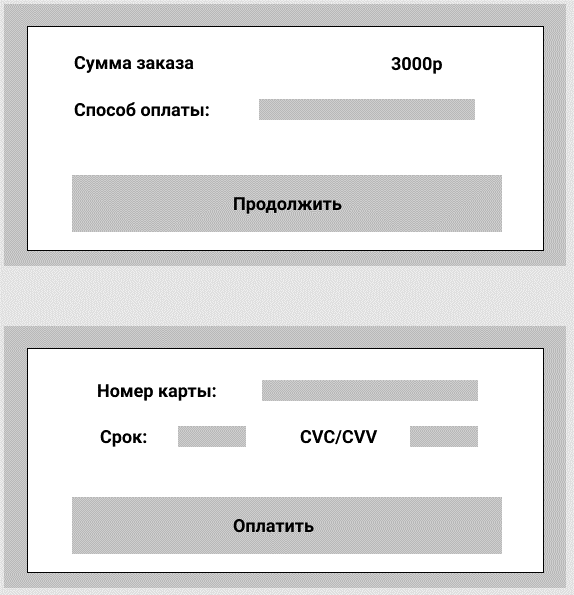 Сумма заказа 3000р
Способ оплаты:
Продолжить
Номер карты:
Срок: CVC/CVV
Оплатить